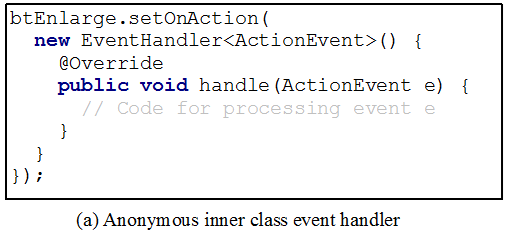 btEnlarge.setOnAction(
  new EventHandler<ActionEvent>() {
    @Override
    public void handle(ActionEvent e) {
      // Code for processing event e
    }
  }
});
(a) Anonymous inner class event handler